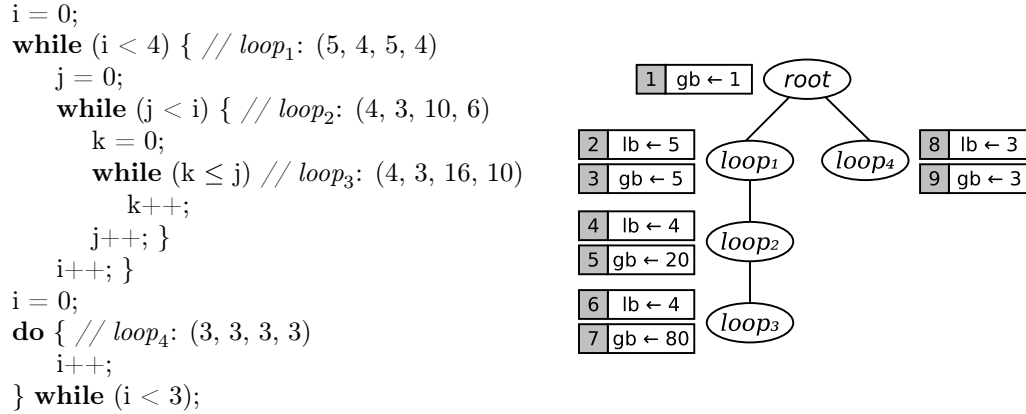 i = 0;
while (i < 4) { // loop₁: (5, 4, 5, 4)
j = 0;
while (j < i) { // loop₂: (4, 3, 10, 6)
k = 0;
while (k ≤ j) // loop₃: (4, 3, 16, 10)
k++;
j++; }
i++; }
i = 0;
do { // loop₄: (3, 3, 3, 3)
i++;
} while (i < 3);
1 gb ← 1 root
2 lb ← 5
3 gb ← 5
loop₁
loop₄
8 lb ← 3
9 gb ← 3
4 lb ← 4
5 gb ← 20
loop₂
6 lb ← 4
7 gb ← 80
loop₃